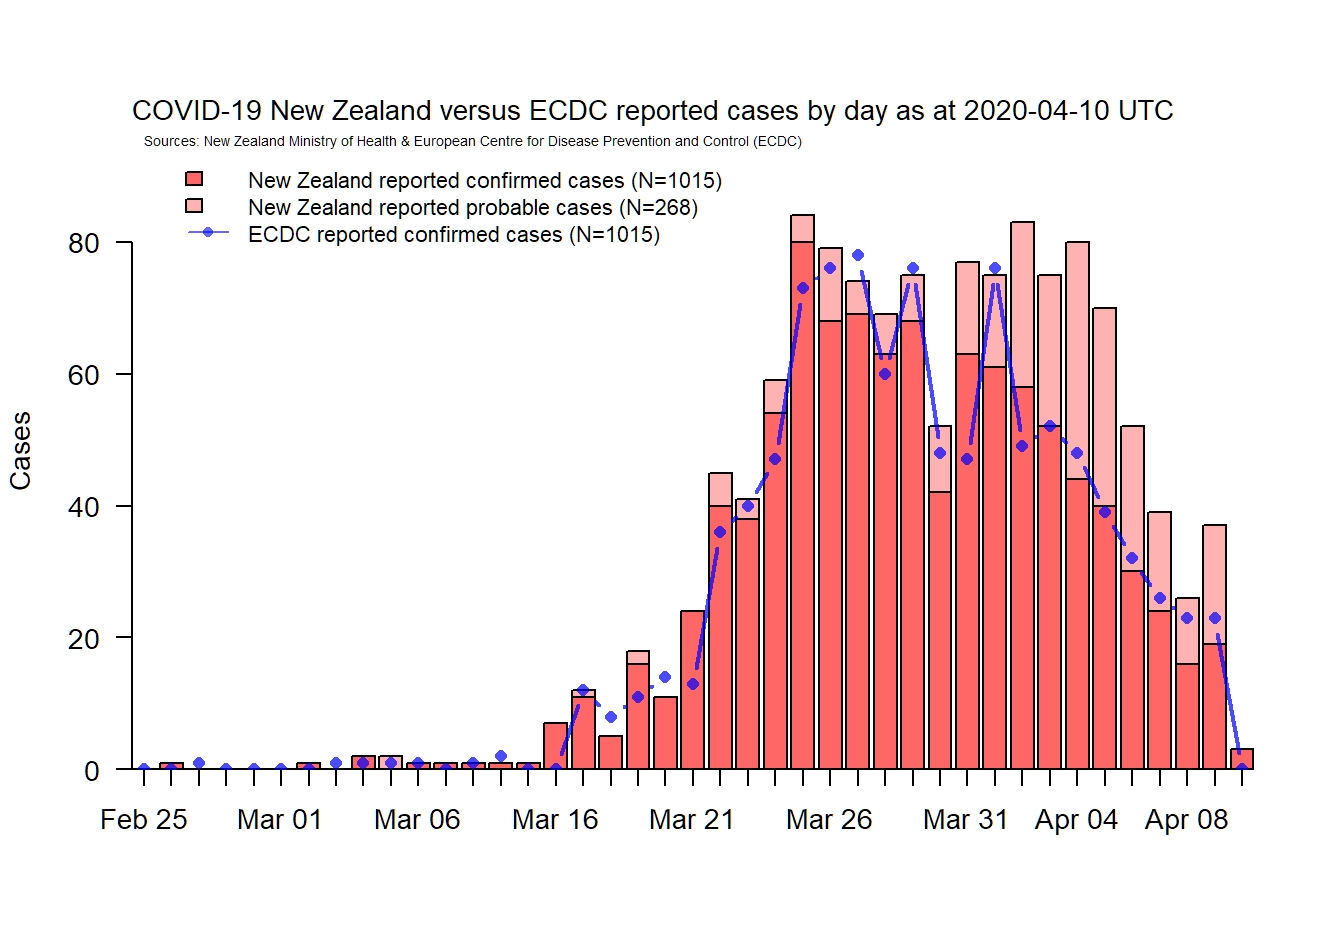 COVID-19 New Zealand versus ECDC reported cases by day as at 2020-04-10 UTC
Sources: New Zealand Ministry of Health & European Centre for Disease Prevention and Control (ECDC)
New Zealand reported confirmed cases (N=1015)
New Zealand reported probable cases (N=268)
ECDC reported confirmed cases (N=1015)
Cases
80
60
40
20
0
Feb 25 Mar 01 Mar 06 Mar 16 Mar 21 Mar 26 Mar 31 Apr 04 Apr 08